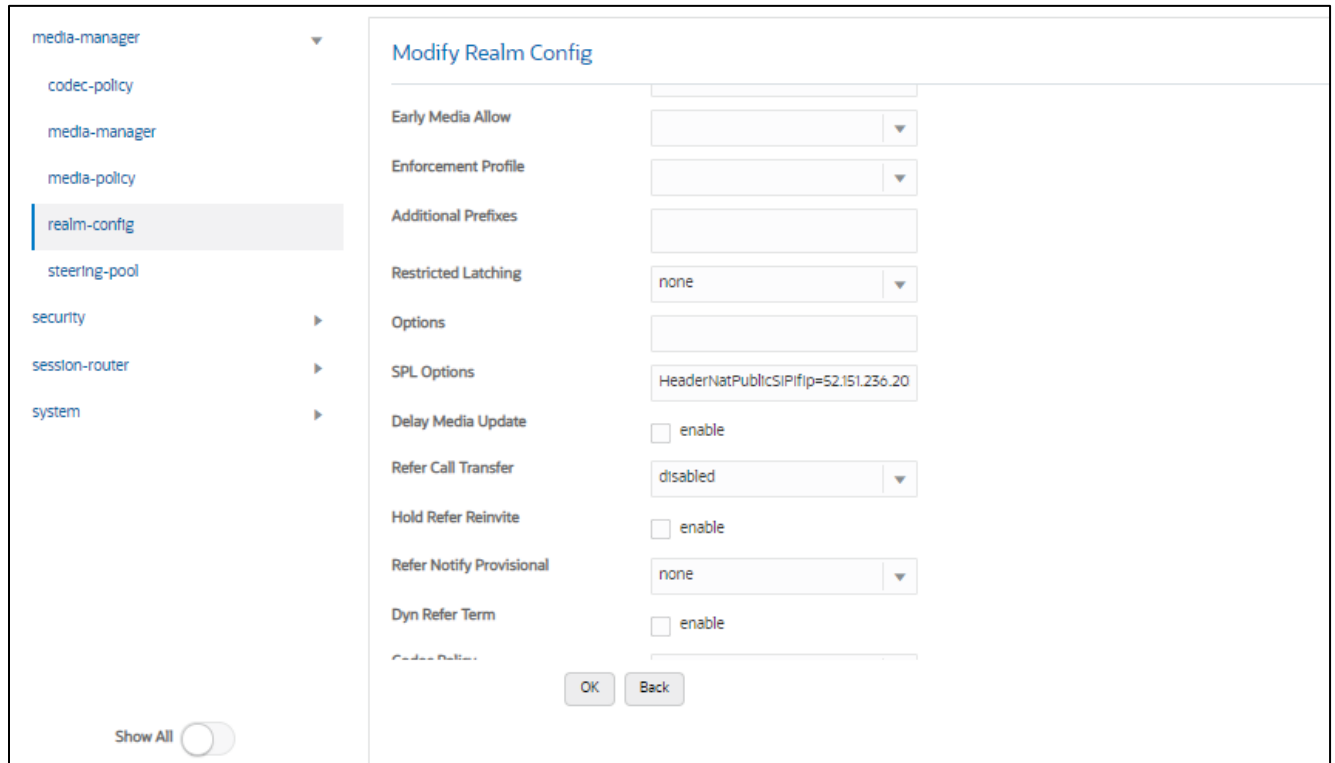 media-manager
Modify Realm Config
codec-policy
media-manager
media-policy
realm-config
steering-pool
security
session-router
system
Show All
Early Media Allow
Enforcement Profile
Additional Prefixes
Restricted Latching none
Options
SPL Options HeaderNatPublicSIPIfIp=52.151.236.20
Delay Media Update enable
Refer Call Transfer disabled
Hold Refer Reinvite enable
Refer Notify Provisional none
Dyn Refer Term enable
Codec Policy
OK Back